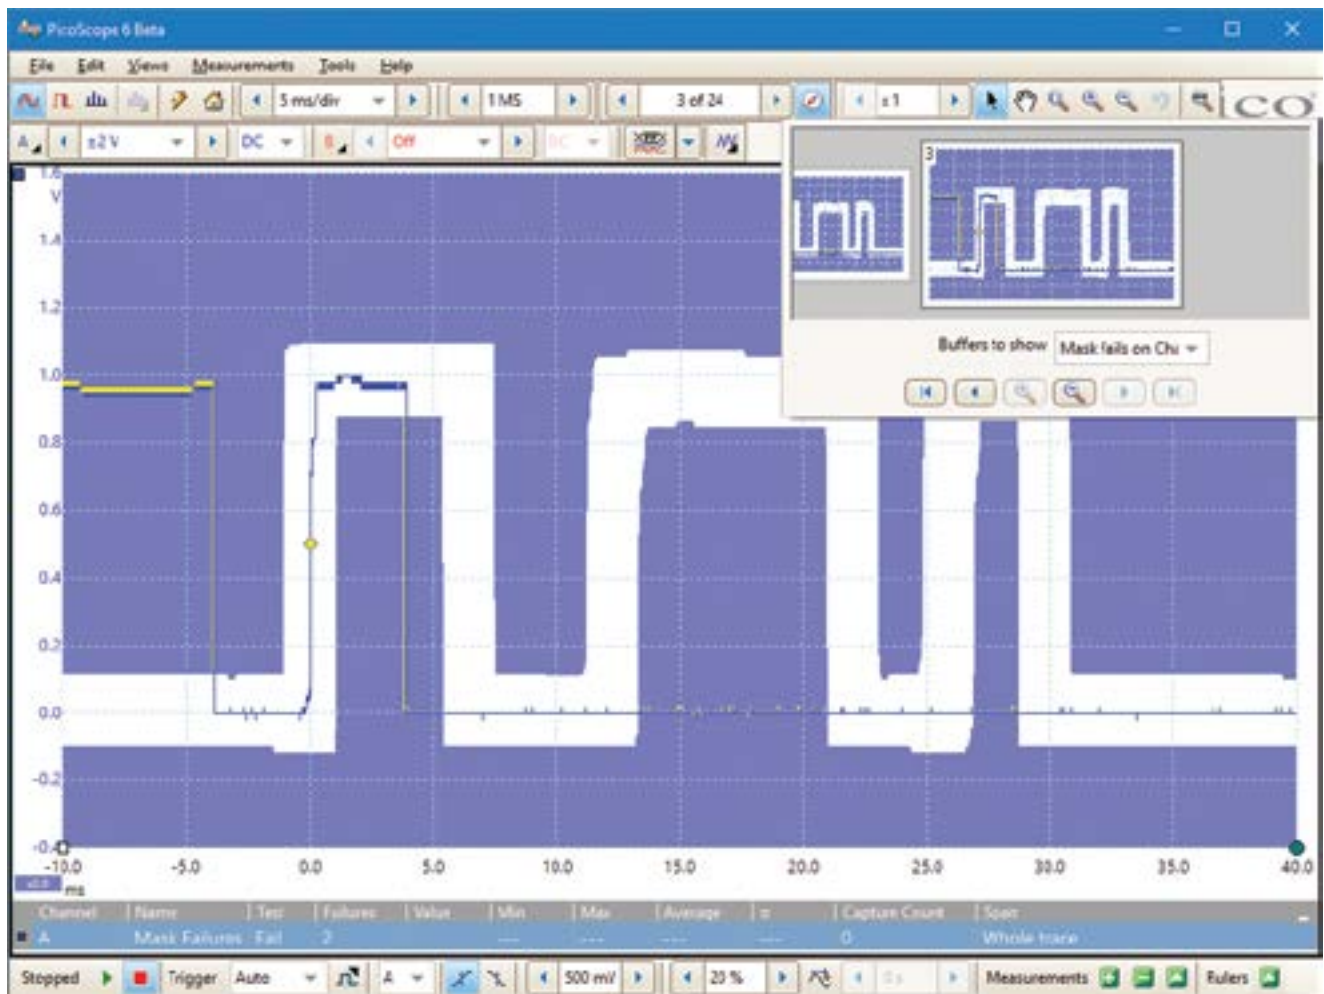 PicoScope 6 Beta
File Edit Views Measurements Tools Help
5 ms/div 1 MS 3 of 24 x 1 ico
A ±2 V DC B Off DC
3
Buffers to show Mask fails on Cha
1.6
V
1.4
1.2
1.0
0.8
0.6
0.4
0.2
0.0
-0.2
-0.4
-10.0 -5.0 0.0 5.0 10.0 15.0 20.0 25.0 30.0 35.0 40.0
ms
Channel Name Test Failures Value Min Max Average σ Capture Count Span
A Mask Failures Fail 2 --- --- --- --- 0 Whole trace
Stopped Trigger Auto A 500 mV 20 % Measurements Rulers